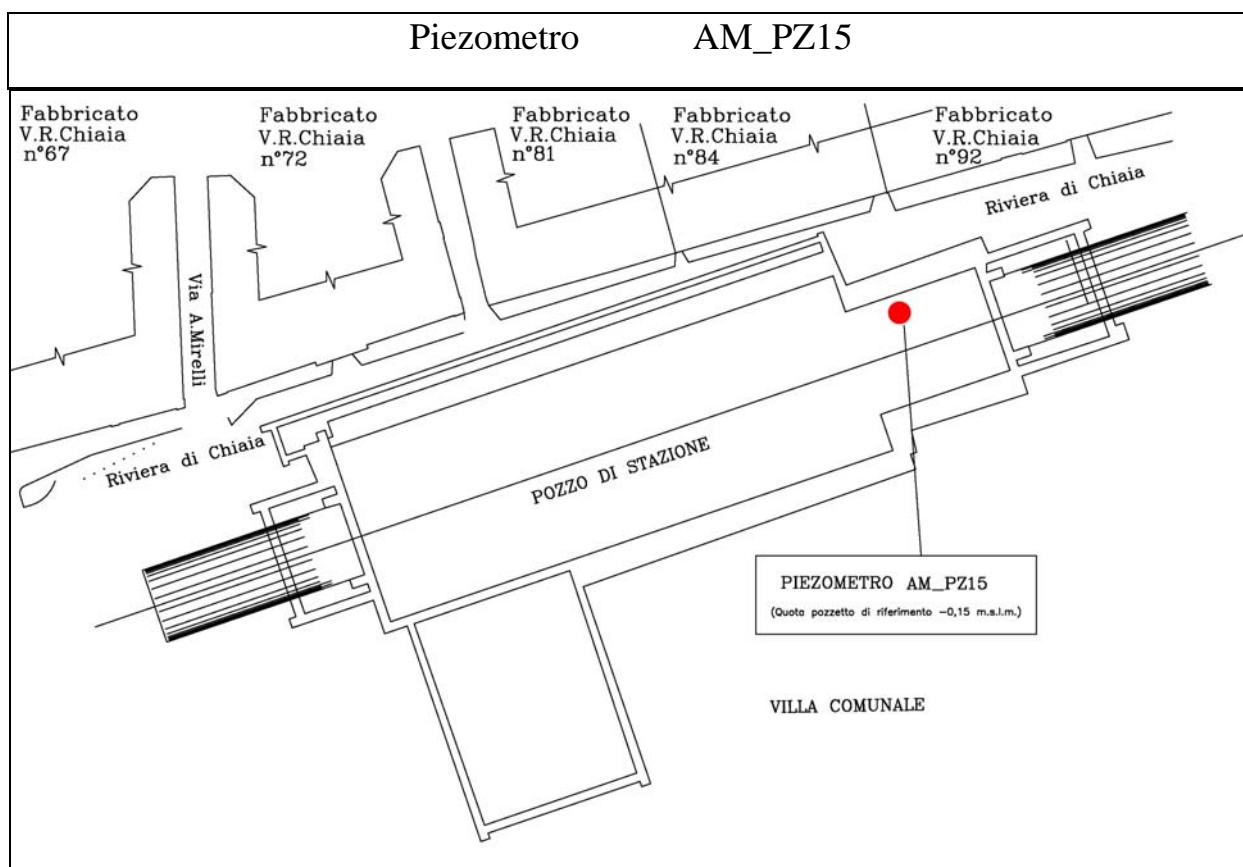 Piezometro AM_PZ15
Fabbricato
V.R.Chiaia
n°67
Fabbricato
V.R.Chiaia
n°72
Fabbricato
V.R.Chiaia
n°81
Fabbricato
V.R.Chiaia
n°84
Fabbricato
V.R.Chiaia
n°92
Riviera di Chiaia
Via A.Mirelli
Riviera di Chiaia
POZZO DI STAZIONE
PIEZOMETRO AM_PZ15
(Quota pozzetto di riferimento -0,15 m.s.l.m.)
VILLA COMUNALE